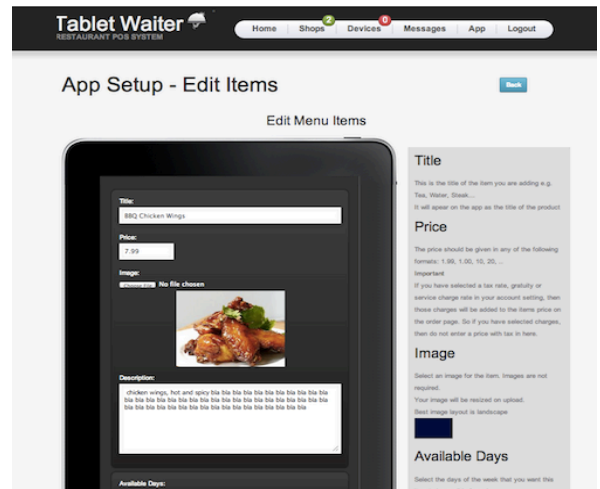 Tablet Waiter
RESTAURANT POS SYSTEM
Home Shops 2 Devices 0 Messages App Logout
App Setup - Edit Items
Back
Edit Menu Items
Title:
BBQ Chicken Wings
Price:
7.99
Image:
Choose File No file chosen
Description:
chicken wings, hot and spicy bla bla bla bla bla bla bla bla bla bla bla
bla bla bla bla bla bla bla bla bla bla bla bla bla bla bla bla bla bla bla
bla bla bla bla bla bla bla bla bla bla bla bla bla bla bla bla bla
Available Days:
Title
This is the title of the item you are adding e.g.
Tea, Water, Steak...
It will apear on the app as the title of the product
Price
The price should be given in any of the following
formats: 1.99, 1.00, 10, 20, ..
Important
If you have selected a tax rate, gratuity or
service charge rate in your account setting, then
those charges will be added to the items price on
the order page. So if you have selected charges,
then do not enter a price with tax in here.
Image
Select an image for the item. Images are not
required.
Your image will be resized on upload.
Best image layout is landscape
Available Days
Select the days of the week that you want this